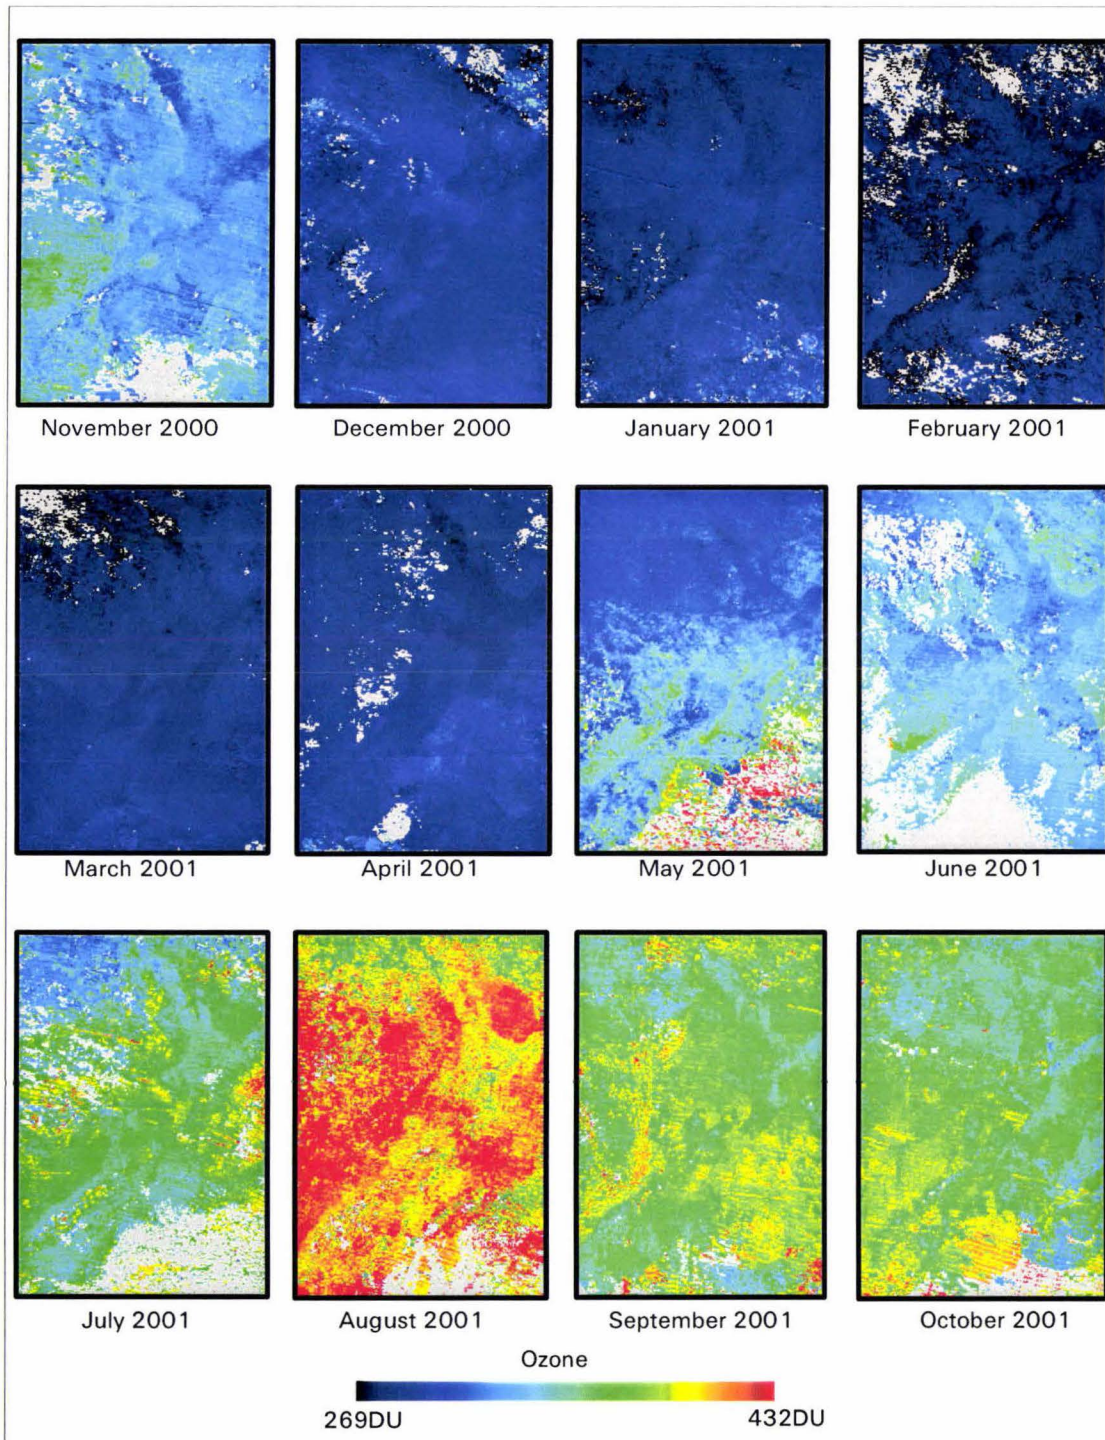 November 2000
December 2000
January 2001
February 2001
March 2001
April 2001
May 2001
June 2001
July 2001
August 2001
September 2001
October 2001
Ozone
269DU
432DU